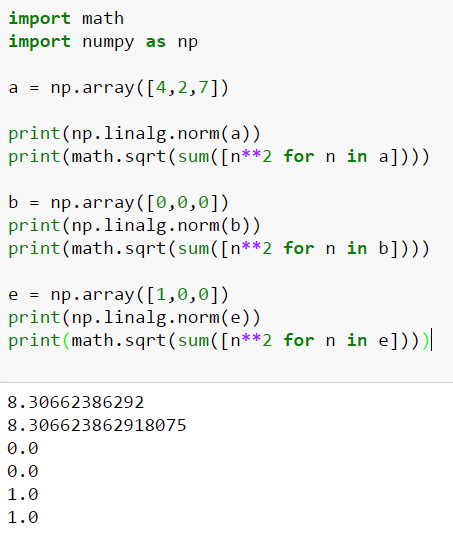 import math
import numpy as np
a = np.array([4,2,7])
print(np.linalg.norm(a))
print(math.sqrt(sum([n**2 for n in a])))
b = np.array([0,0,0])
print(np.linalg.norm(b))
print(math.sqrt(sum([n**2 for n in b])))
e = np.array([1,0,0])
print(np.linalg.norm(e))
print(math.sqrt(sum([n**2 for n in e])))
8.30662386292
8.306623862918075
0.0
0.0
1.0
1.0